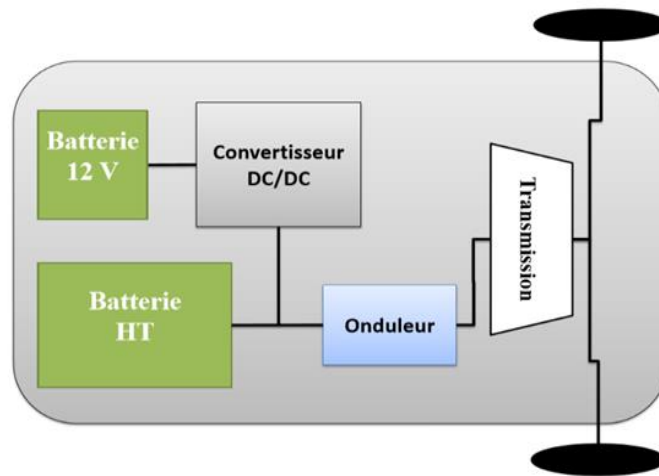 Batterie
12 V
Convertisseur
DC/DC
Batterie
HT
Onduleur
Transmission